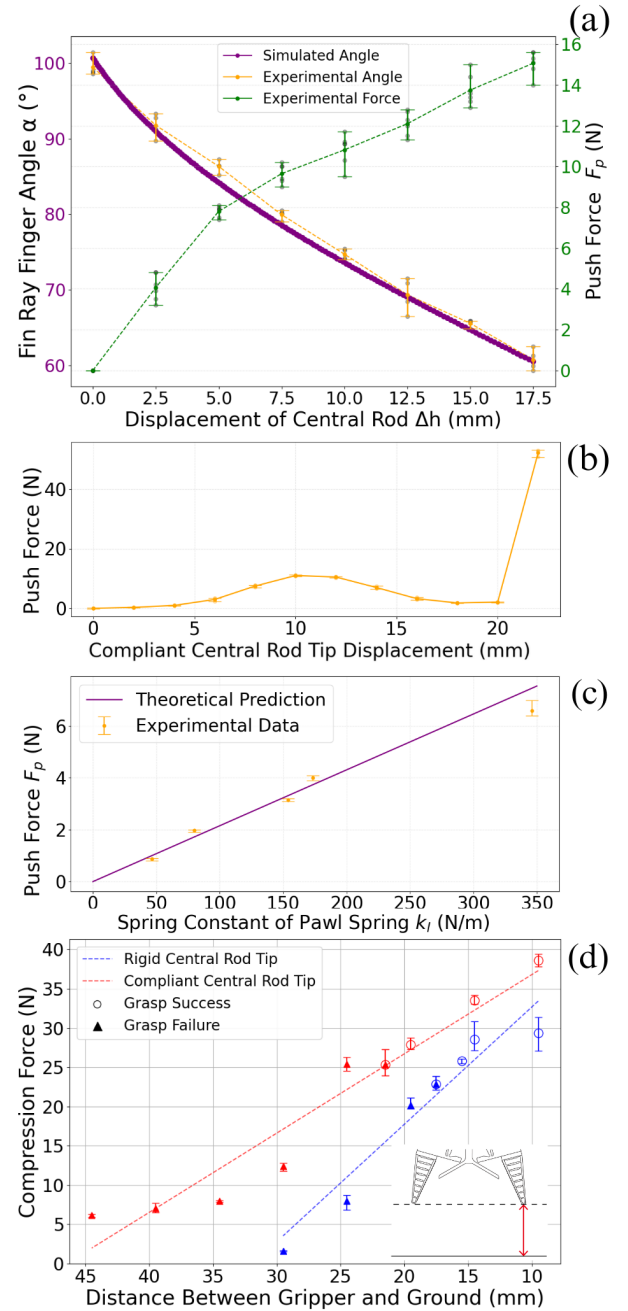 (a)
Simulated Angle
Experimental Angle
Experimental Force
Fin Ray Finger Angle α (°)
100
90
80
70
60
Push Force F_p (N)
16
14
12
10
8
6
4
2
0
0.0 2.5 5.0 7.5 10.0 12.5 15.0 17.5
Displacement of Central Rod Δh (mm)
(b)
Push Force (N)
40
20
0
0 5 10 15 20
Compliant Central Rod Tip Displacement (mm)
(c)
Theoretical Prediction
Experimental Data
Push Force F_p (N)
6
4
2
0
0 50 100 150 200 250 300 350
Spring Constant of Pawl Spring k_l (N/m)
(d)
Rigid Central Rod Tip
Compliant Central Rod Tip
Grasp Success
Grasp Failure
Compression Force (N)
40
35
30
25
20
15
10
5
0
45 40 35 30 25 20 15 10
Distance Between Gripper and Ground (mm)